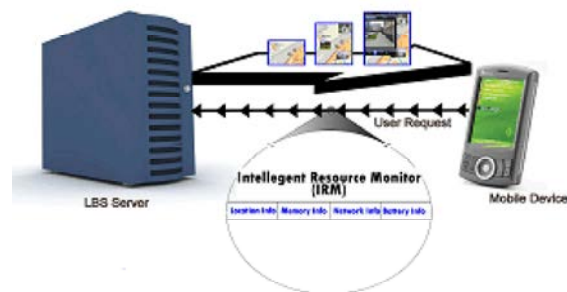 User Request
LBS Server
Mobile Device
Intellegent Resource Monitor
(IRM)
Location Info Memory Info Network Info Battery Info